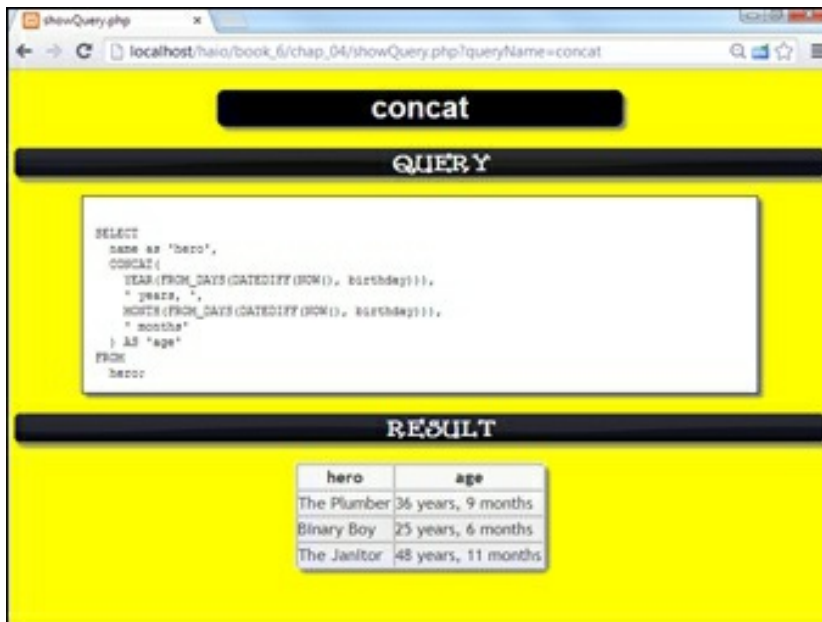 showQuery.php
localhost/haio/book_6/chap_04/showQuery.php?queryName=concat
concat
QUERY
SELECT
name as 'hero',
CONCAT(
YEAR(FROM_DAYS(DATEDIFF(NOW(), birthday))),
" years, ",
MONTH(FROM_DAYS(DATEDIFF(NOW(), birthday))),
" months"
) AS 'age'
FROM
hero;
RESULT
hero age
The Plumber 36 years, 9 months
Binary Boy 25 years, 6 months
The Janitor 48 years, 11 months